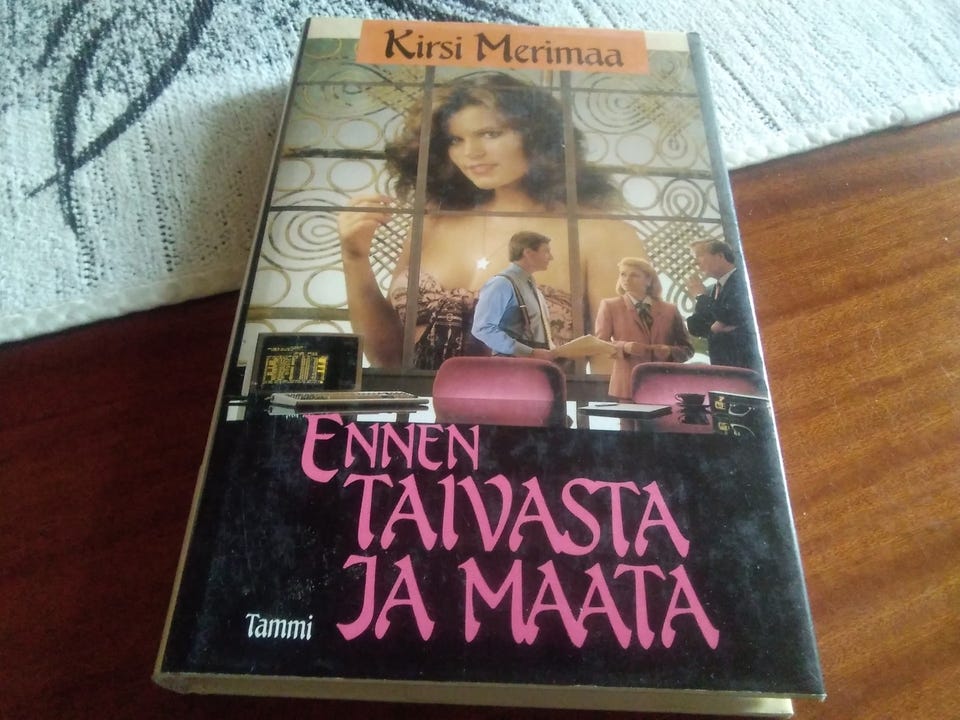 Kirsi Merimaa
ENNEN
TAIVASTA
JA MAATA
Tammi